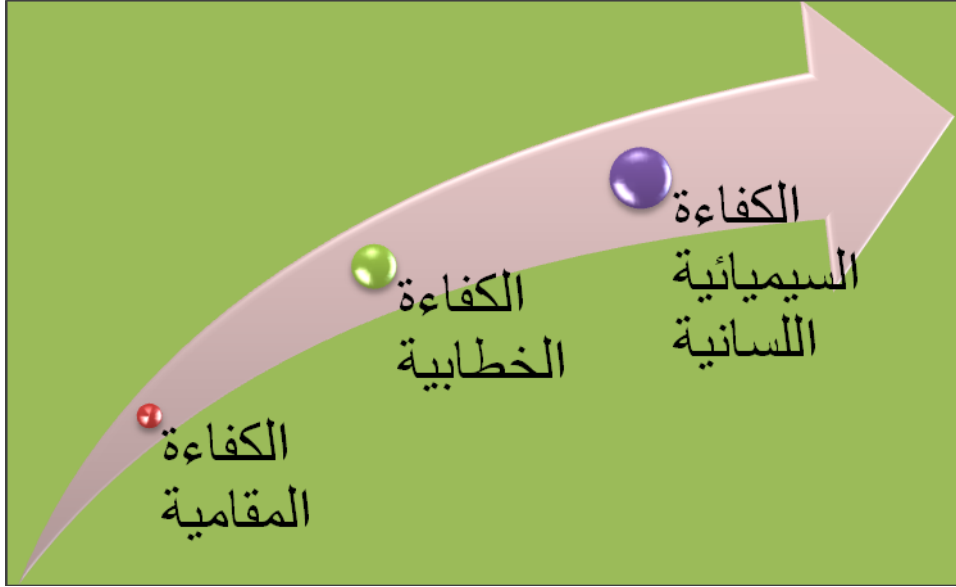 الكفاءة
المقامية
الكفاءة
الخطابية
الكفاءة
السيميائية
اللسانية